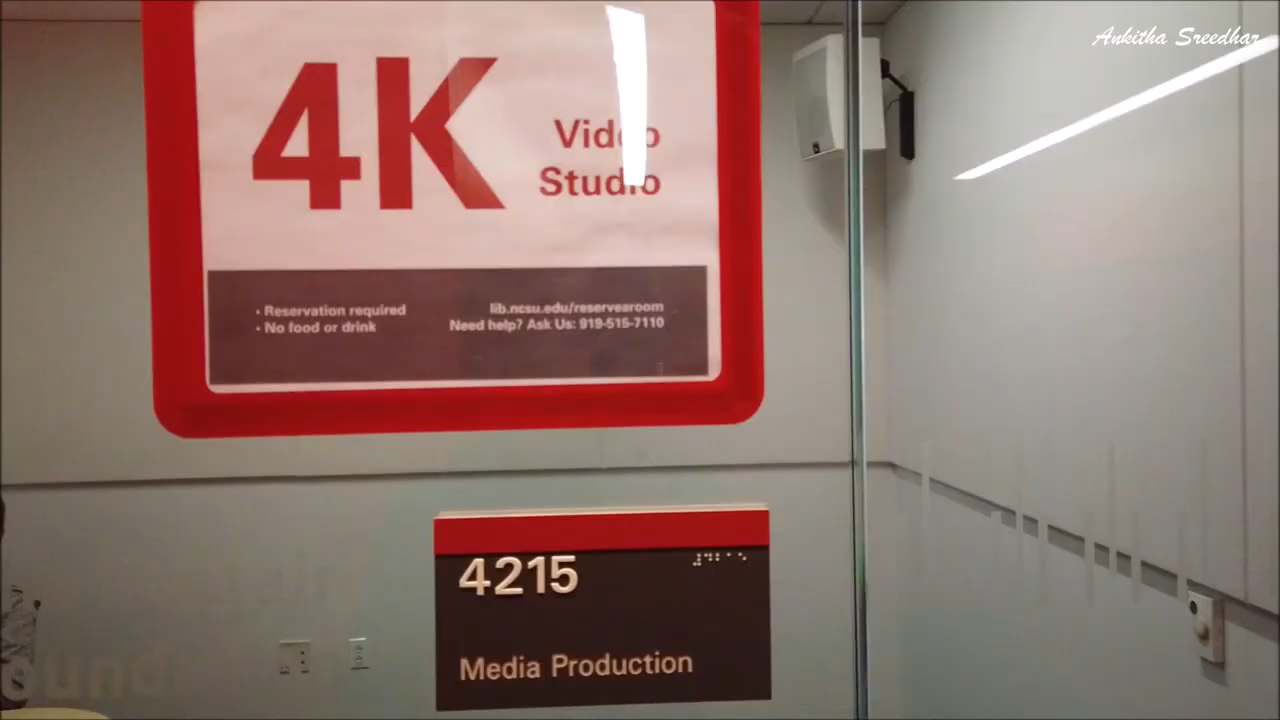 Ankitha Sreedhar
4K
Video
Studio
• Reservation required
• No food or drink
lib.ncsu.edu/reservearoom
Need help? Ask Us: 919-515-7110
4215
Media Production